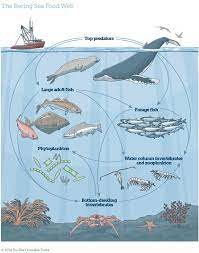 The Bering Sea Food Web
Top predators
Large adult fish
Forage fish
Phytoplankton
Water column invertebrates
and zooplankton
Bottom-dwelling
invertebrates